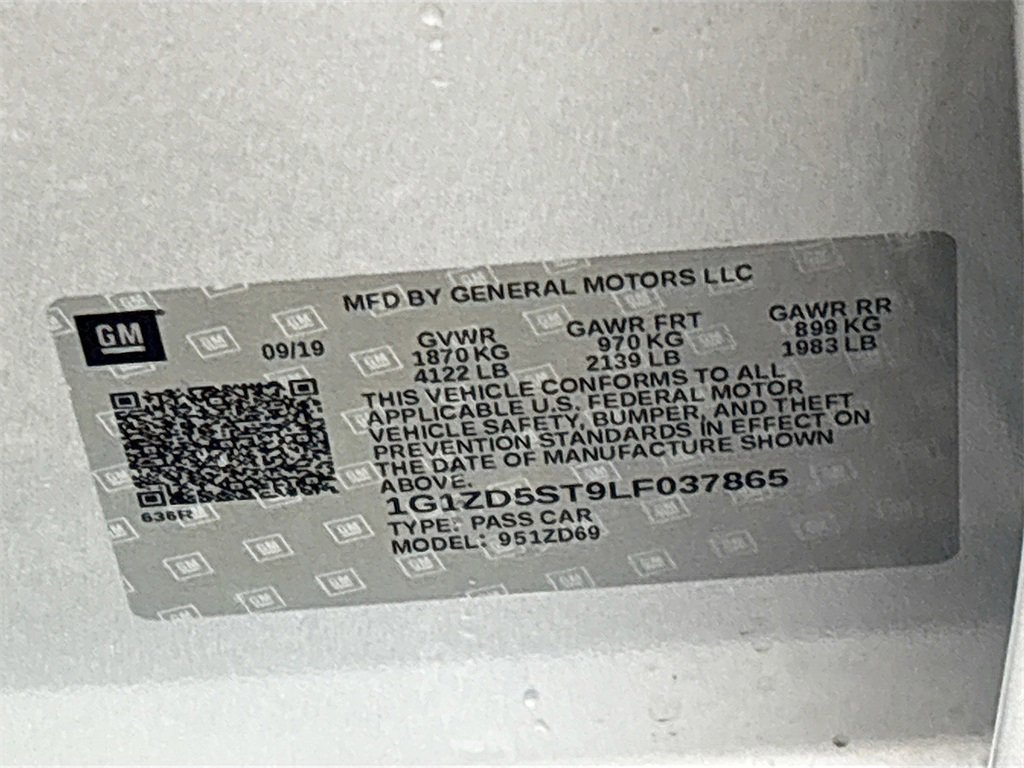 GM
MFD BY GENERAL MOTORS LLC
09/19
GVWR
1870 KG
4122 LB
GAWR FRT
970 KG
2139 LB
GAWR RR
899 KG
1983 LB
THIS VEHICLE CONFORMS TO ALL
APPLICABLE U.S. FEDERAL MOTOR
VEHICLE SAFETY, BUMPER, AND THEFT
PREVENTION STANDARDS IN EFFECT ON
THE DATE OF MANUFACTURE SHOWN
ABOVE.
1G1ZD5ST9LF037865
TYPE: PASS CAR
MODEL: 951ZD69
636R